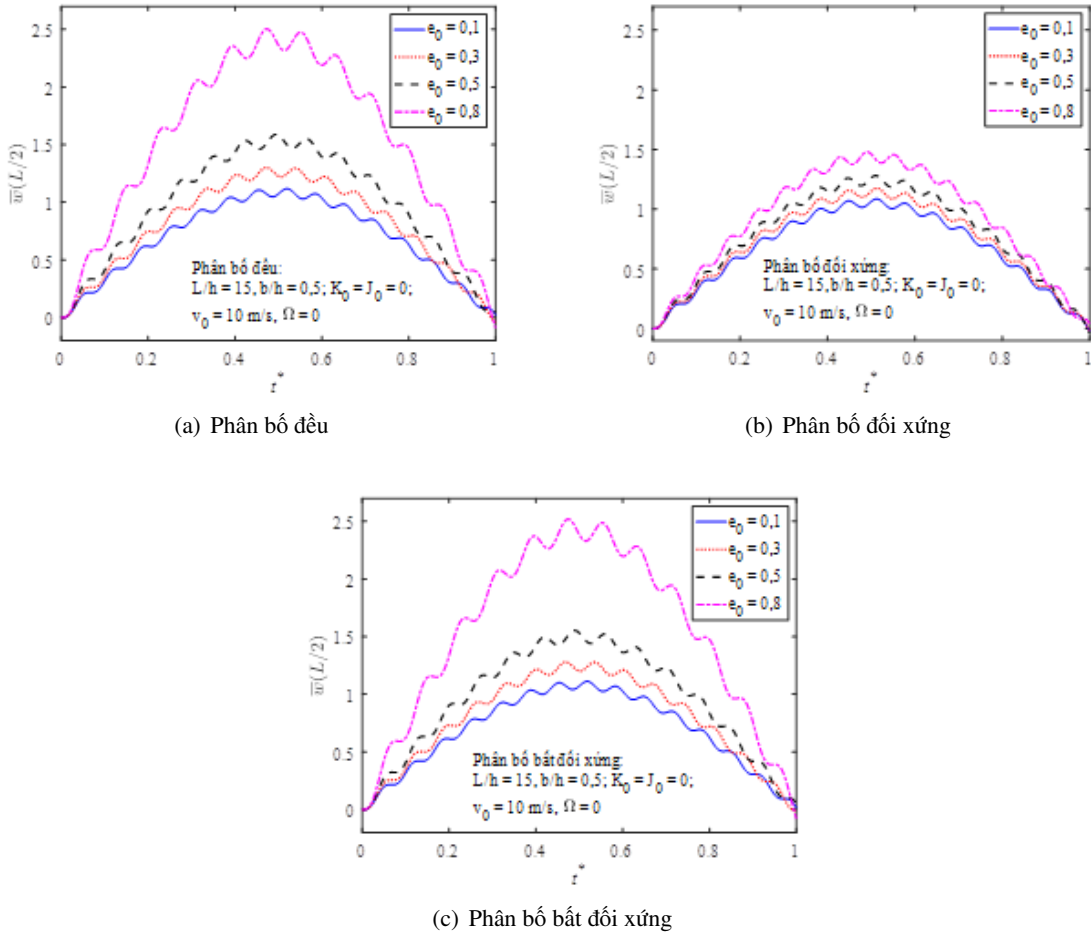 2.5
2
1.5
1
0.5
0
w̅(L/2)
e₀ = 0,1
e₀ = 0,3
e₀ = 0,5
e₀ = 0,8
Phân bố đều:
L/h = 15, b/h = 0,5; K₀ = J₀ = 0;
v₀ = 10 m/s, Ω = 0
0 0.2 0.4 0.6 0.8 1
t*
(a) Phân bố đều
2.5
2
1.5
1
0.5
0
w̅(L/2)
e₀ = 0,1
e₀ = 0,3
e₀ = 0,5
e₀ = 0,8
Phân bố đối xứng:
L/h = 15, b/h = 0,5; K₀ = J₀ = 0;
v₀ = 10 m/s, Ω = 0
0 0.2 0.4 0.6 0.8 1
t*
(b) Phân bố đối xứng
2.5
2
1.5
1
0.5
0
w̅(L/2)
e₀ = 0,1
e₀ = 0,3
e₀ = 0,5
e₀ = 0,8
Phân bố bất đối xứng:
L/h = 15, b/h = 0,5; K₀ = J₀ = 0;
v₀ = 10 m/s, Ω = 0
0 0.2 0.4 0.6 0.8 1
t*
(c) Phân bố bất đối xứng